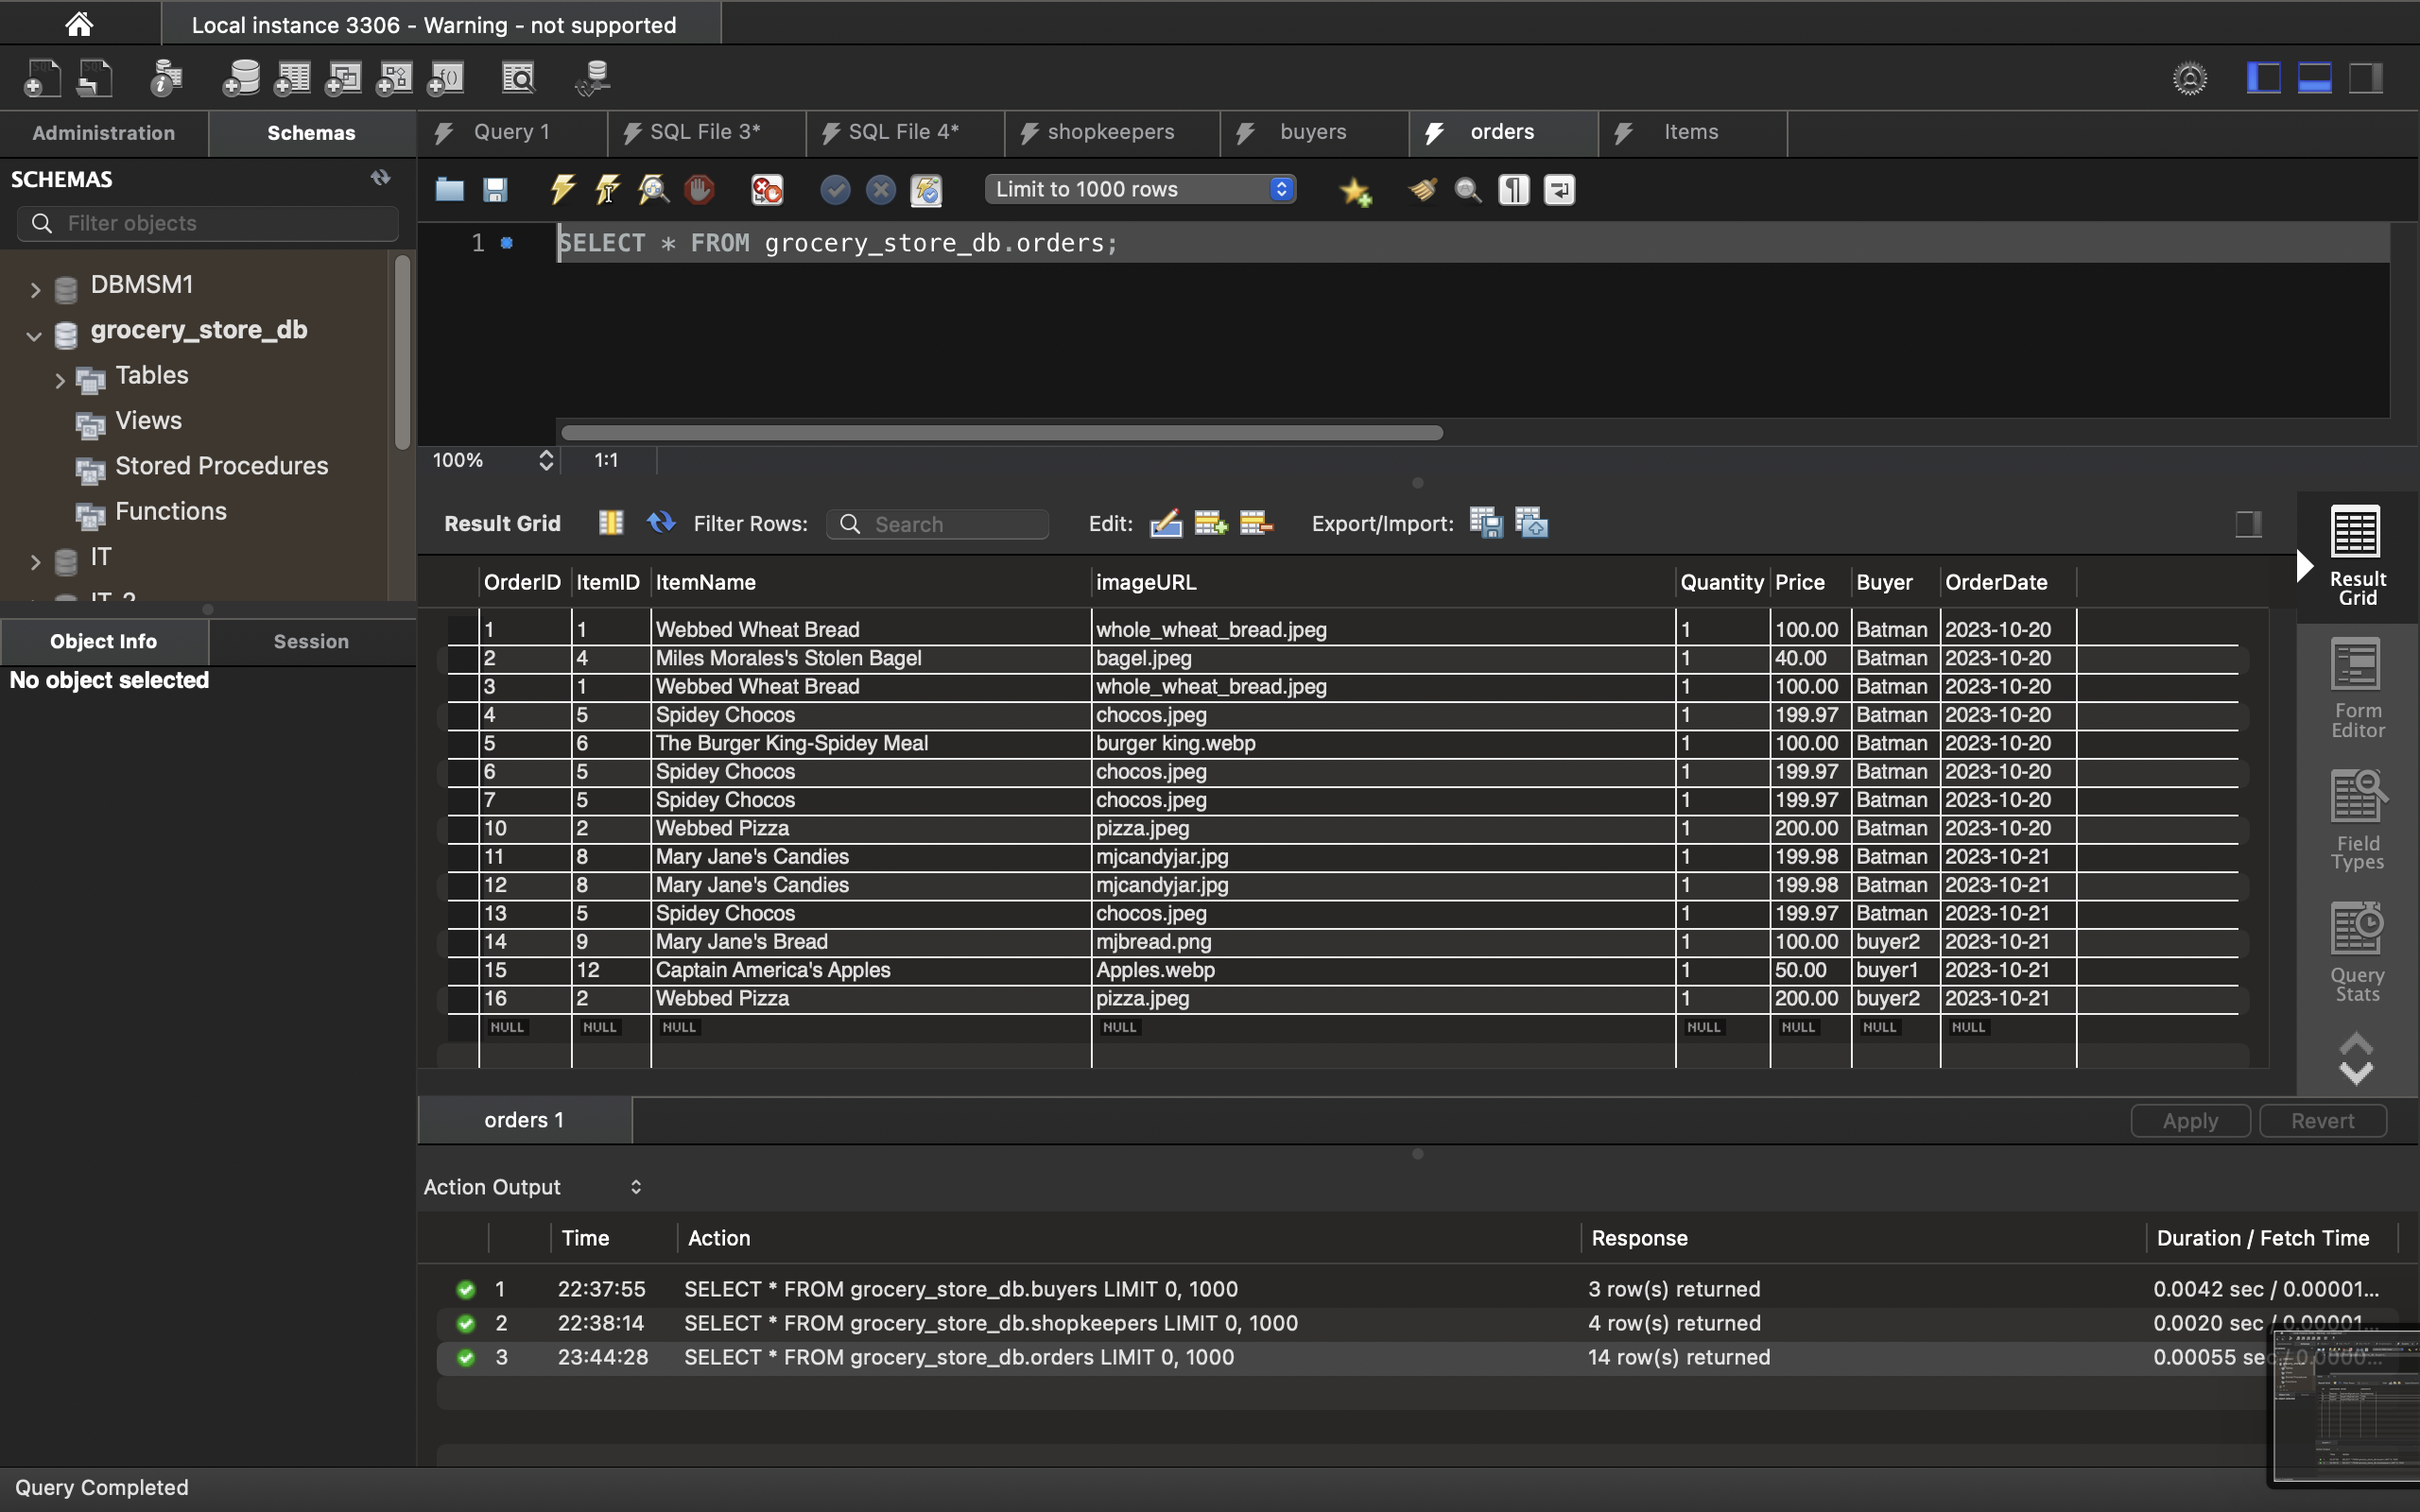 Local instance 3306 - Warning - not supported
Administration Schemas
Query 1 SQL File 3* SQL File 4* shopkeepers buyers orders Items
SCHEMAS
Limit to 1000 rows
Filter objects
1 SELECT * FROM grocery_store_db.orders;
DBMSM1
grocery_store_db
Tables
Views
Stored Procedures
Functions
IT
100% 1:1
Result Grid Filter Rows: Search Edit: Export/Import:
Object Info Session
No object selected
OrderID ItemID ItemName imageURL Quantity Price Buyer OrderDate
1 1 Webbed Wheat Bread whole_wheat_bread.jpeg 1 100.00 Batman 2023-10-20
2 4 Miles Morales's Stolen Bagel bagel.jpeg 1 40.00 Batman 2023-10-20
3 1 Webbed Wheat Bread whole_wheat_bread.jpeg 1 100.00 Batman 2023-10-20
4 5 Spidey Chocos chocos.jpeg 1 199.97 Batman 2023-10-20
5 6 The Burger King-Spidey Meal burger king.webp 1 100.00 Batman 2023-10-20
6 5 Spidey Chocos chocos.jpeg 1 199.97 Batman 2023-10-20
7 5 Spidey Chocos chocos.jpeg 1 199.97 Batman 2023-10-20
10 2 Webbed Pizza pizza.jpeg 1 200.00 Batman 2023-10-20
11 8 Mary Jane's Candies mjcandyjar.jpg 1 199.98 Batman 2023-10-21
12 8 Mary Jane's Candies mjcandyjar.jpg 1 199.98 Batman 2023-10-21
13 5 Spidey Chocos chocos.jpeg 1 199.97 Batman 2023-10-21
14 9 Mary Jane's Bread mjbread.png 1 100.00 buyer2 2023-10-21
15 12 Captain America's Apples Apples.webp 1 50.00 buyer1 2023-10-21
16 2 Webbed Pizza pizza.jpeg 1 200.00 buyer2 2023-10-21
NULL NULL NULL NULL NULL NULL NULL NULL
Result
Grid
Form
Editor
Field
Types
Query
Stats
orders 1 Apply Revert
Action Output
Time Action Response Duration / Fetch Time
1 22:37:55 SELECT * FROM grocery_store_db.buyers LIMIT 0, 1000 3 row(s) returned 0.0042 sec / 0.00001...
2 22:38:14 SELECT * FROM grocery_store_db.shopkeepers LIMIT 0, 1000 4 row(s) returned 0.0020 sec / 0.00001...
3 23:44:28 SELECT * FROM grocery_store_db.orders LIMIT 0, 1000 14 row(s) returned 0.00055 sec / 0.0000...
Query Completed